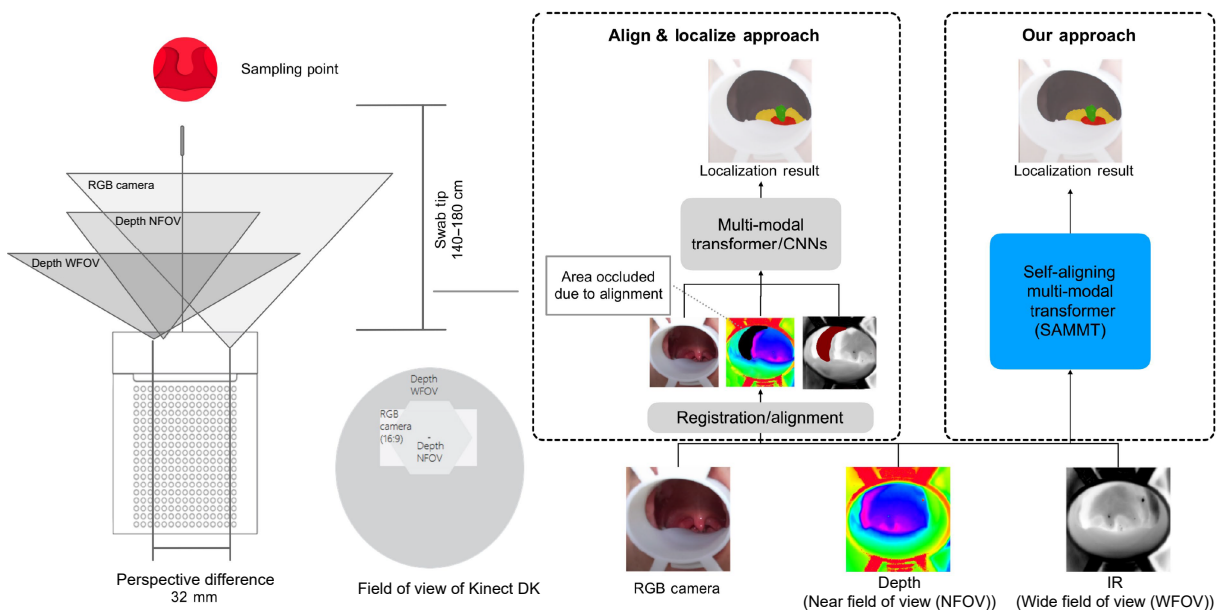 Sampling point
RGB camera
Depth NFOV
Depth WFOV
Swab tip
140–180 cm
Perspective difference
32 mm
Depth
WFOV
RGB
camera
(16:9)
Depth
NFOV
Field of view of Kinect DK
Align & localize approach
Localization result
Multi-modal
transformer/CNNs
Area occluded
due to alignment
Registration/alignment
Our approach
Localization result
Self-aligning
multi-modal
transformer
(SAMMT)
RGB camera
Depth
(Near field of view (NFOV))
IR
(Wide field of view (WFOV))